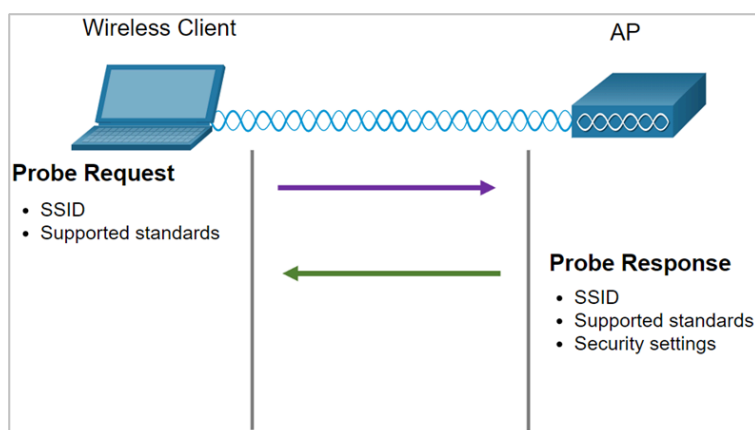 Wireless Client
AP
Probe Request
• SSID
• Supported standards
Probe Response
• SSID
• Supported standards
• Security settings